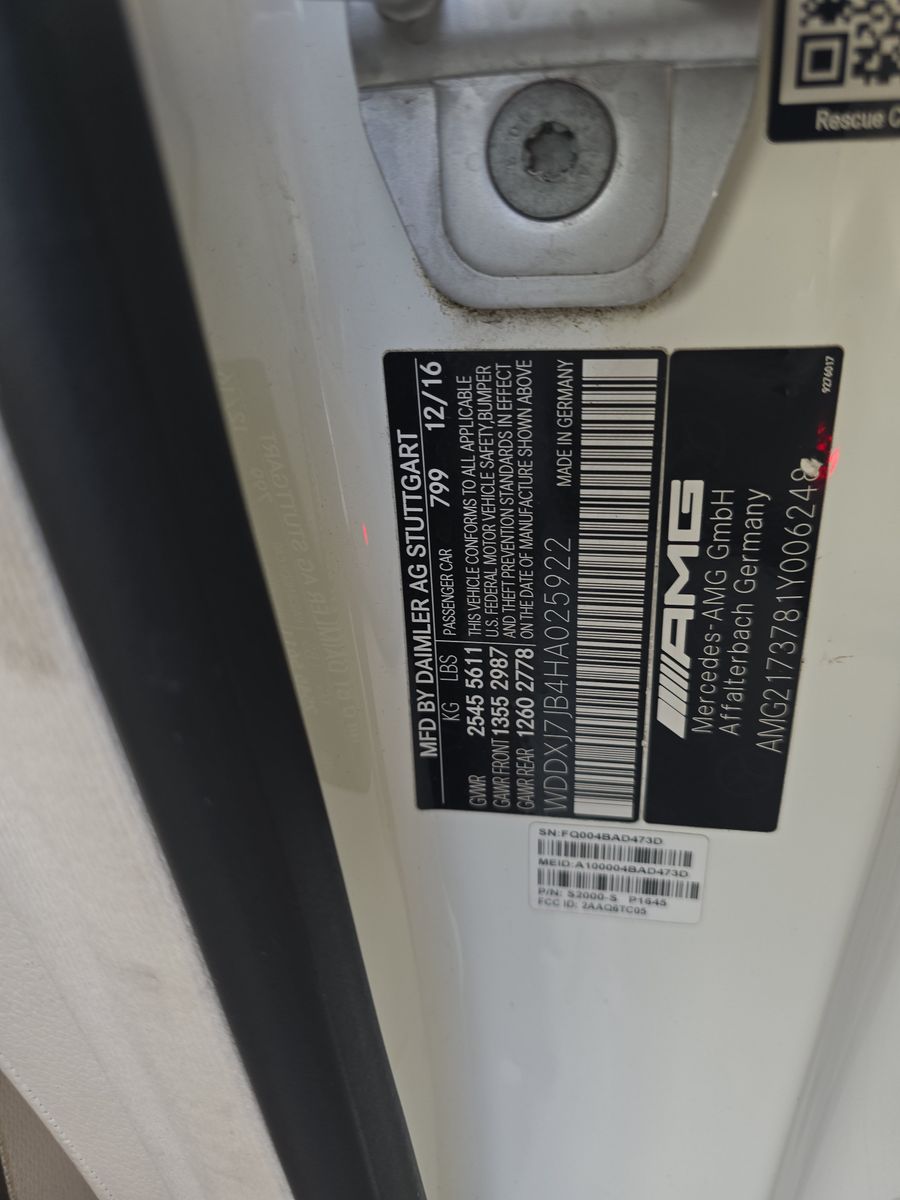 Rescue C
MFD BY DAIMLER AG STUTTGART
KG LBS PASSENGER CAR 799 12/16
GVWR 2545 5611 THIS VEHICLE CONFORMS TO ALL APPLICABLE
GAWR FRONT 1355 2987 U.S. FEDERAL MOTOR VEHICLE SAFETY, BUMPER
GAWR REAR 1260 2778 AND THEFT PREVENTION STANDARDS IN EFFECT
ON THE DATE OF MANUFACTURE SHOWN ABOVE
WDDXJ7JB4HA025922 MADE IN GERMANY
AMG
Mercedes-AMG GmbH
Affalterbach Germany
AMG2173781Y006248
9276017
SN:FQ004BAD473D
MEID:A100004BAD473D
P/N: S2000-S P1645
FCC ID: 2AAQ6TC05